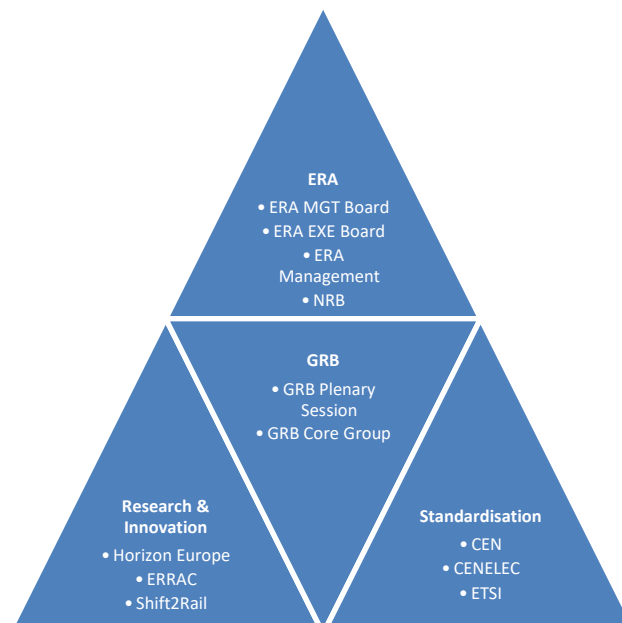 ERA
• ERA MGT Board
• ERA EXE Board
• ERA
Management
• NRB
GRB
• GRB Plenary
Session
• GRB Core Group
Research &
Innovation
• Horizon Europe
• ERRAC
• Shift2Rail
Standardisation
• CEN
• CENELEC
• ETSI